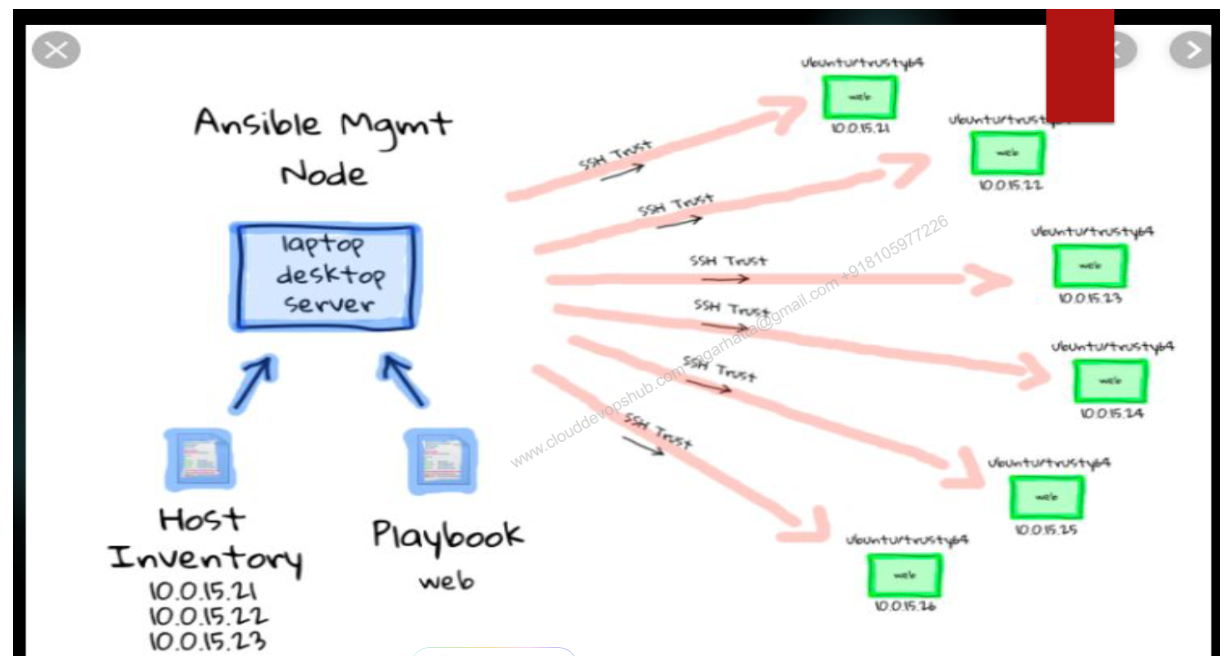 Ansible Mgmt
Node
laptop
desktop
server
Host
Inventory
10.0.15.21
10.0.15.22
10.0.15.23
Playbook
web
SSH Trust
SSH Trust
SSH Trust
SSH Trust
SSH Trust
SSH Trust
ubuntu/trusty64
web
10.0.15.21
web
10.0.15.22
ubuntu/trusty64
web
10.0.15.23
ubuntu/trusty64
web
10.0.15.24
ubuntu/trusty64
web
10.0.15.25
ubuntu/trusty64
web
10.0.15.26
www.clouddevopshub.com +918105977226